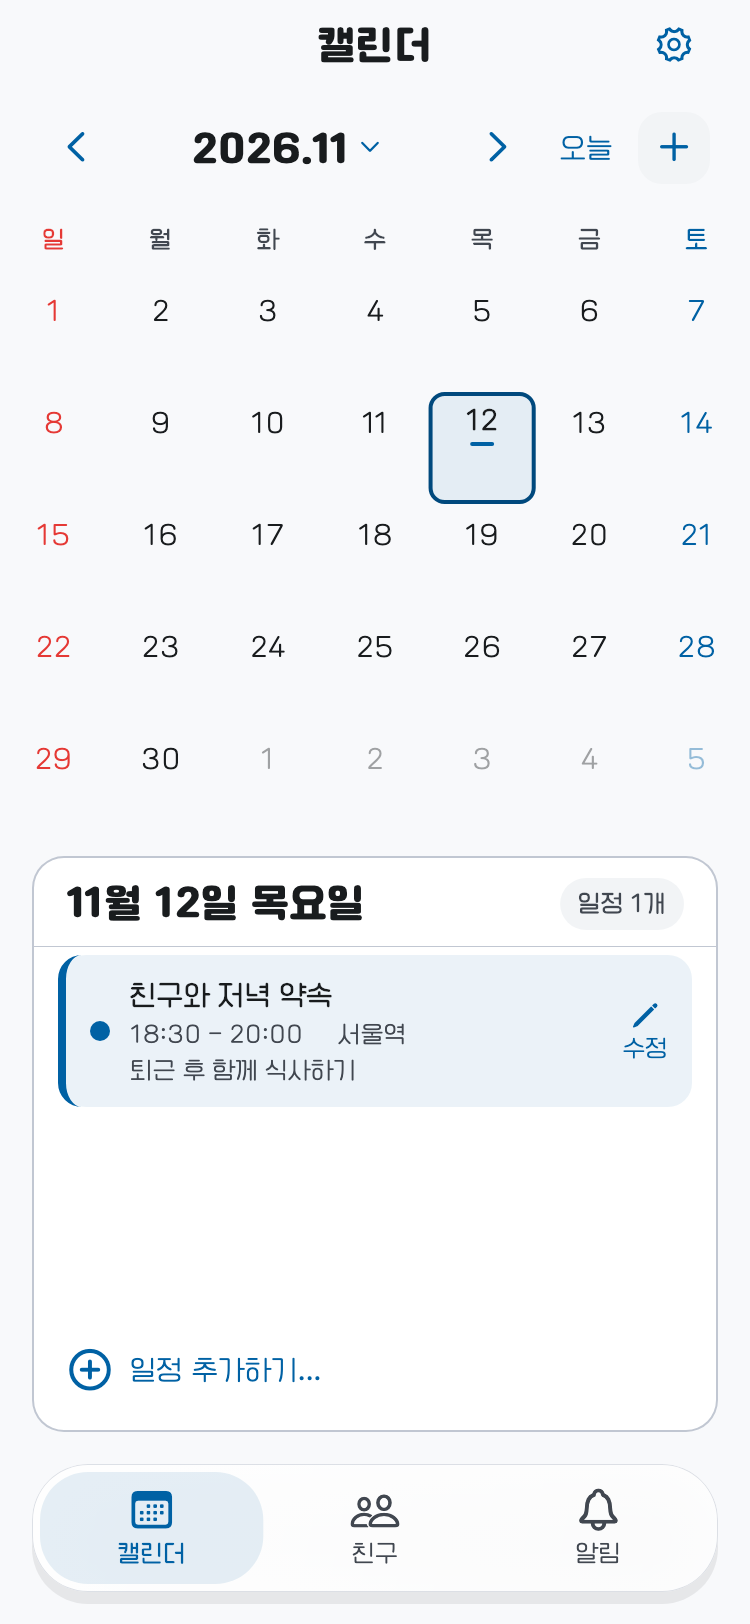 캘린더
2026.11 오늘
일 월 화 수 목 금 토
1 2 3 4 5 6 7
8 9 10 11 12 13 14
15 16 17 18 19 20 21
22 23 24 25 26 27 28
29 30 1 2 3 4 5
11월 12일 목요일 일정 1개
친구와 저녁 약속
18:30 – 20:00 서울역
퇴근 후 함께 식사하기
수정
일정 추가하기...
캘린더 친구 알림